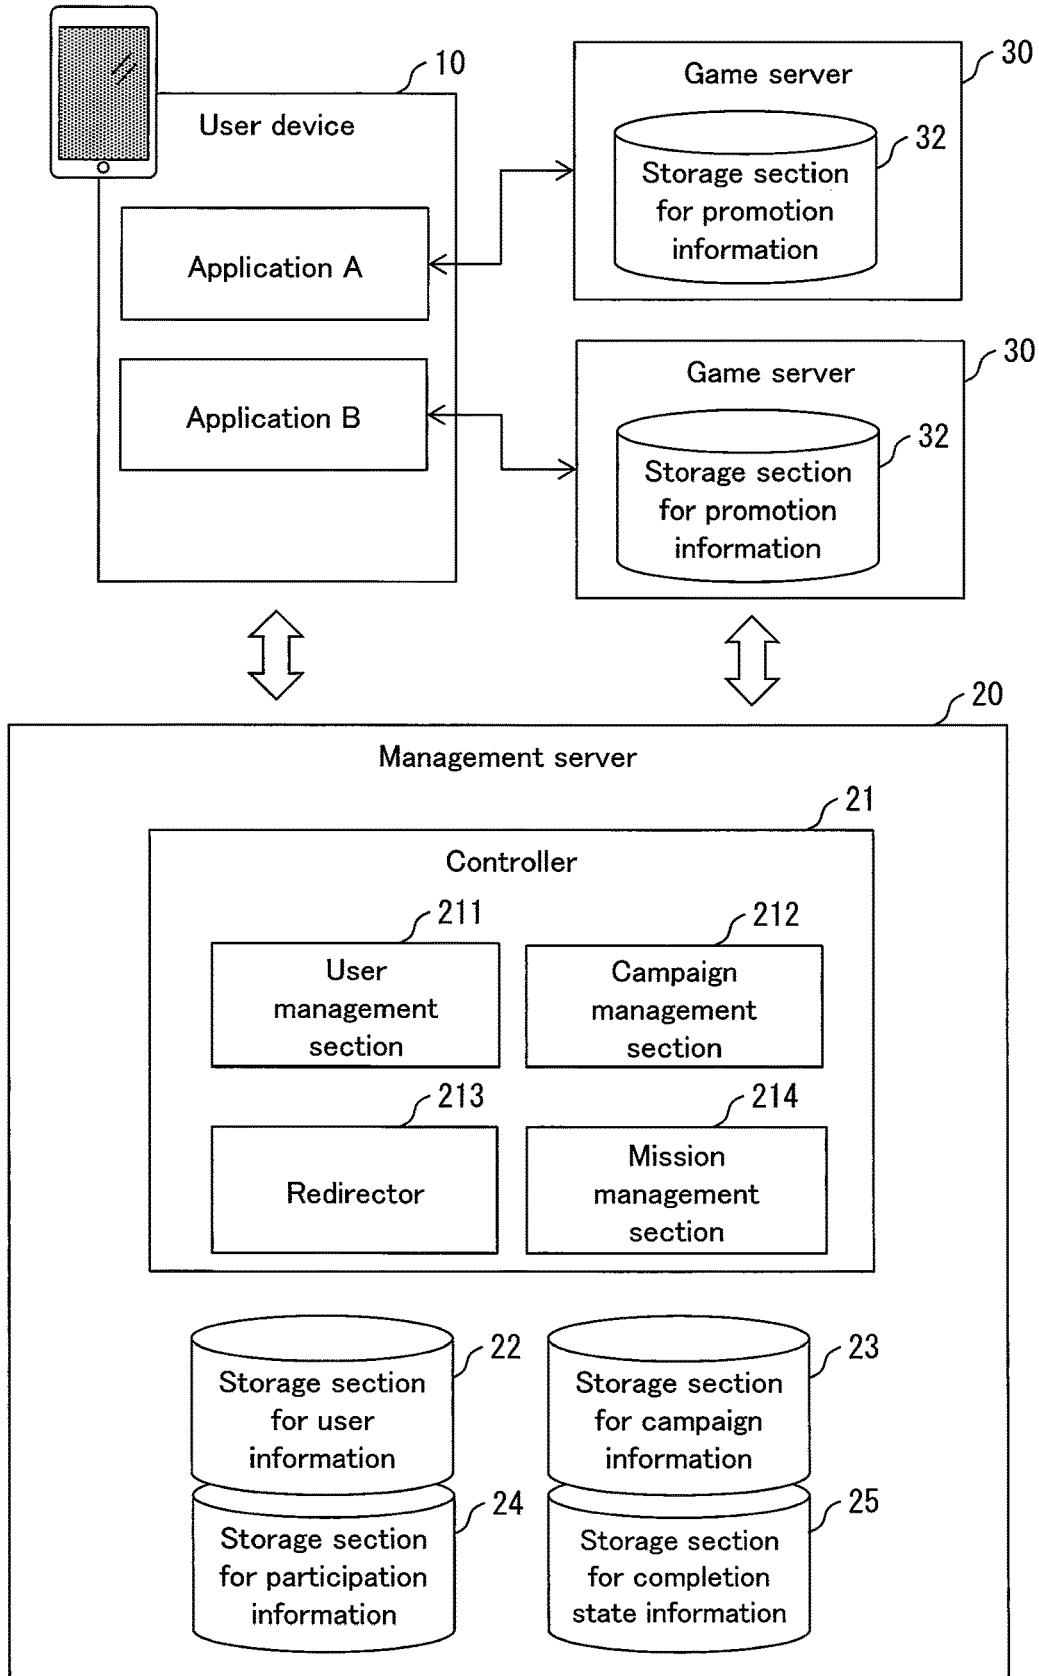 10
User device
Application A
Application B
30
Game server
32
Storage section
for promotion
information
30
Game server
32
Storage section
for promotion
information
20
Management server
21
Controller
211
User
management
section
212
Campaign
management
section
213
Redirector
214
Mission
management
section
22
Storage section
for user
information
23
Storage section
for campaign
information
24
Storage section
for participation
information
25
Storage section
for completion
state information